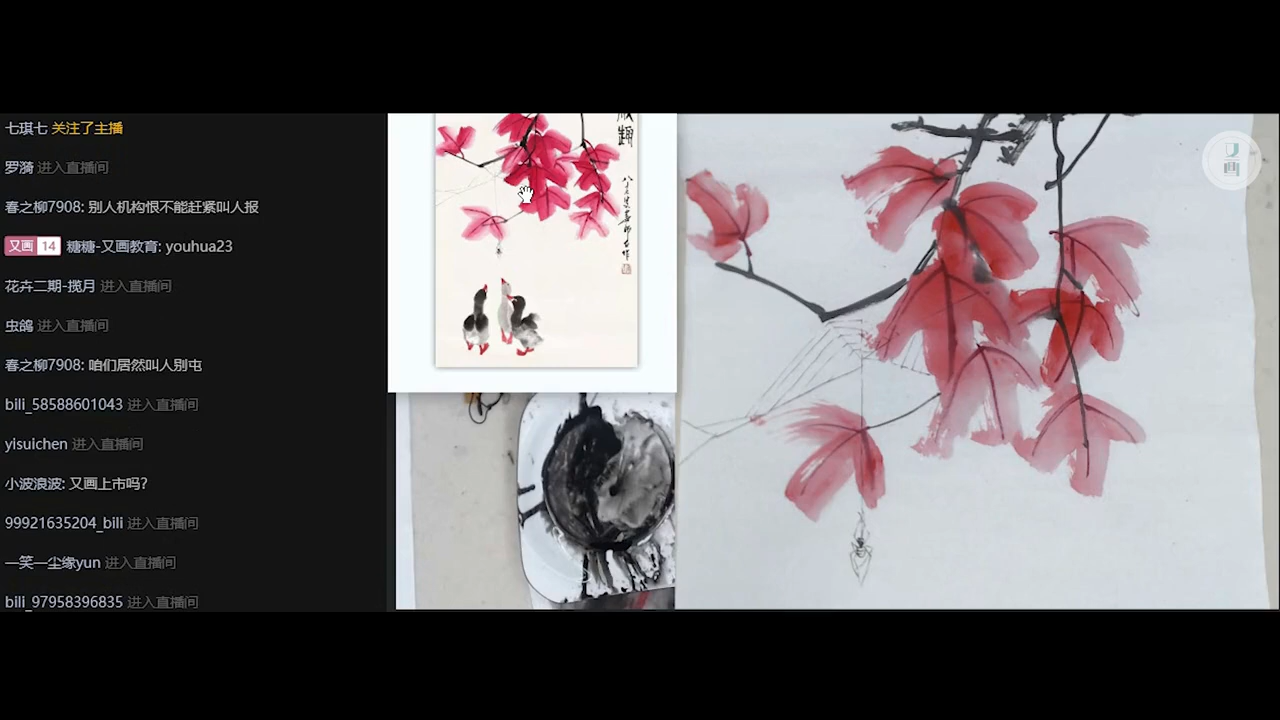 七琪七 关注了主播
罗漪 进入直播间
春之柳7908: 别人机构恨不能赶紧叫人报
又画 14 糖糖-又画教育: youhua23
花卉二期-揽月 进入直播间
虫鸽 进入直播间
春之柳7908: 咱们居然叫人别屯
bili_58588601043 进入直播间
yisuichen 进入直播间
小波浪波: 又画上市吗?
99921635204_bili 进入直播间
一笑一尘缘yun 进入直播间
bili_97958396835 进入直播间
又画